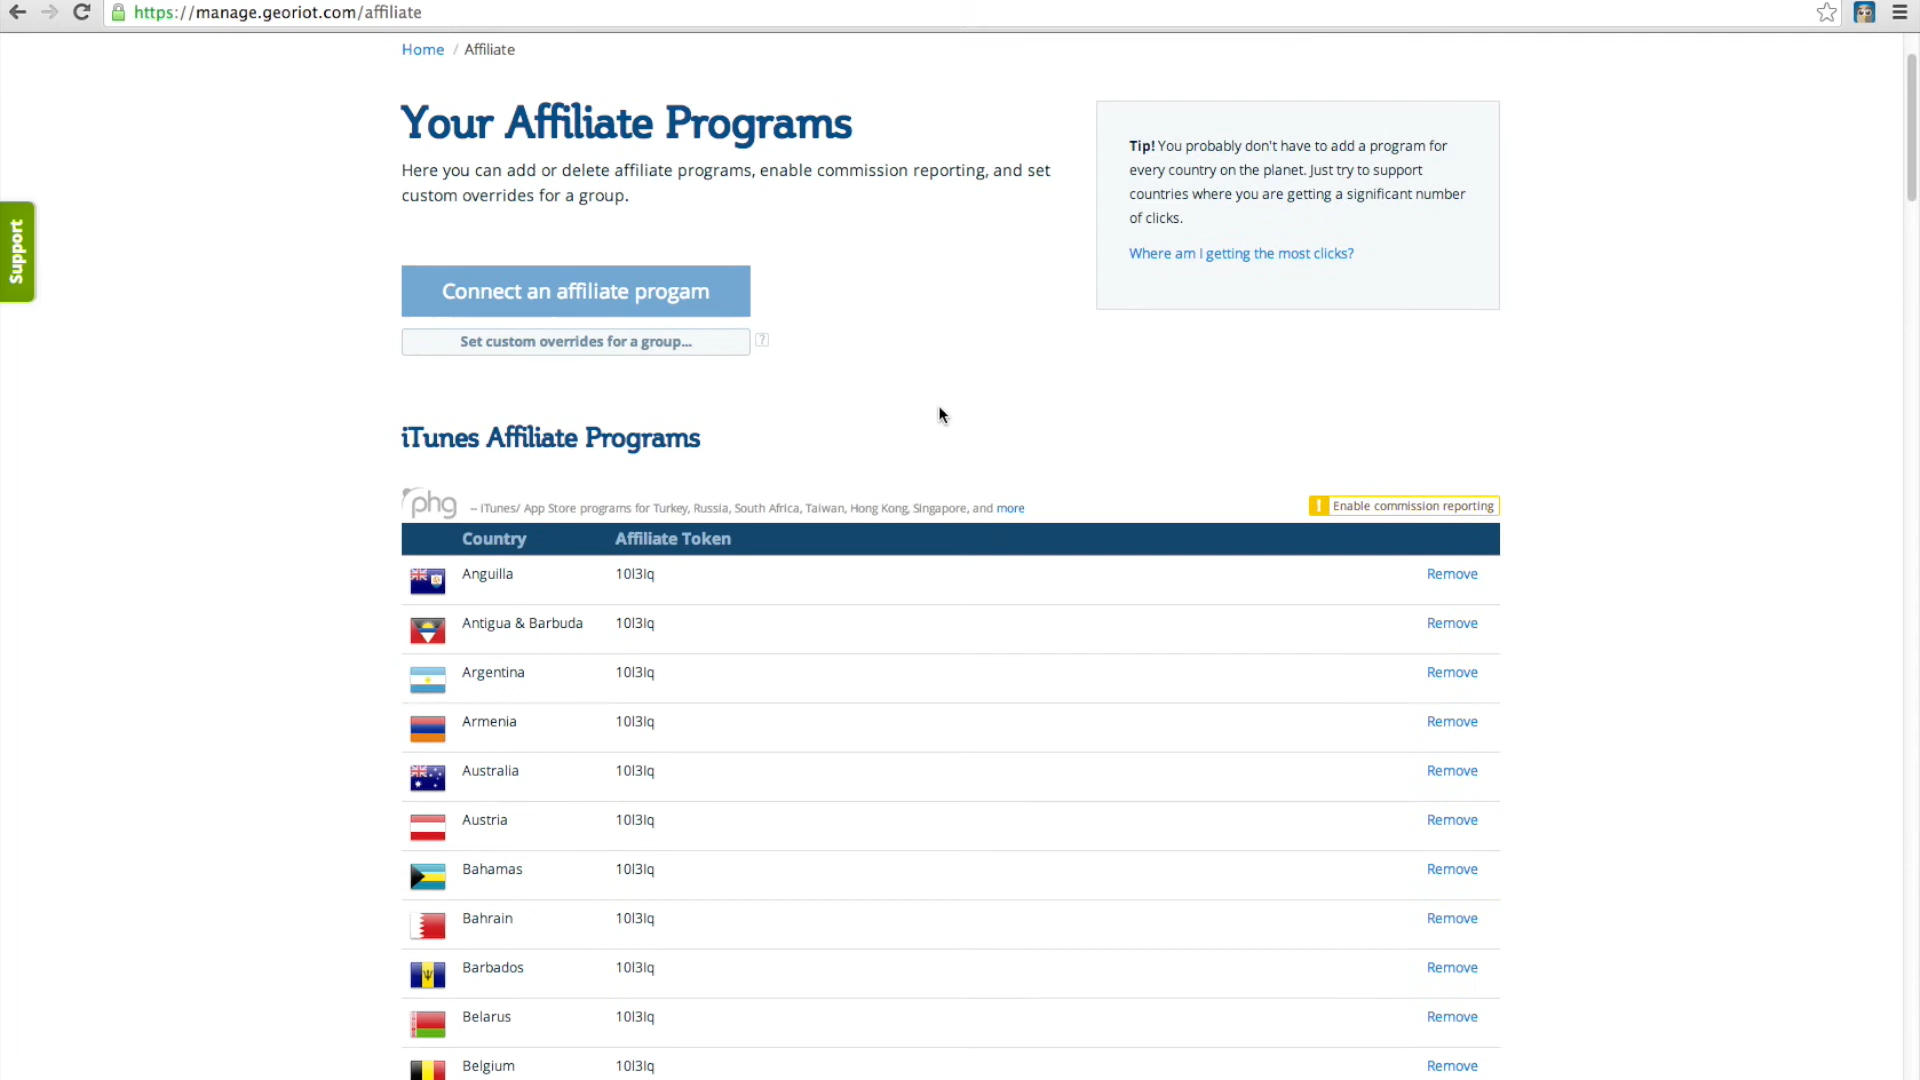 https://manage.georiot.com/affiliate
Home / Affiliate
Your Affiliate Programs
Here you can add or delete affiliate programs, enable commission reporting, and set
custom overrides for a group.
Tip! You probably don't have to add a program for
every country on the planet. Just try to support
countries where you are getting a significant number
of clicks.
Where am I getting the most clicks?
Support
Connect an affiliate progam
Set custom overrides for a group... ?
iTunes Affiliate Programs
phg – iTunes/ App Store programs for Turkey, Russia, South Africa, Taiwan, Hong Kong, Singapore, and more
! Enable commission reporting
Country Affiliate Token
Anguilla 10l3lq Remove
Antigua & Barbuda 10l3lq Remove
Argentina 10l3lq Remove
Armenia 10l3lq Remove
Australia 10l3lq Remove
Austria 10l3lq Remove
Bahamas 10l3lq Remove
Bahrain 10l3lq Remove
Barbados 10l3lq Remove
Belarus 10l3lq Remove
Belgium 10l3lq Remove